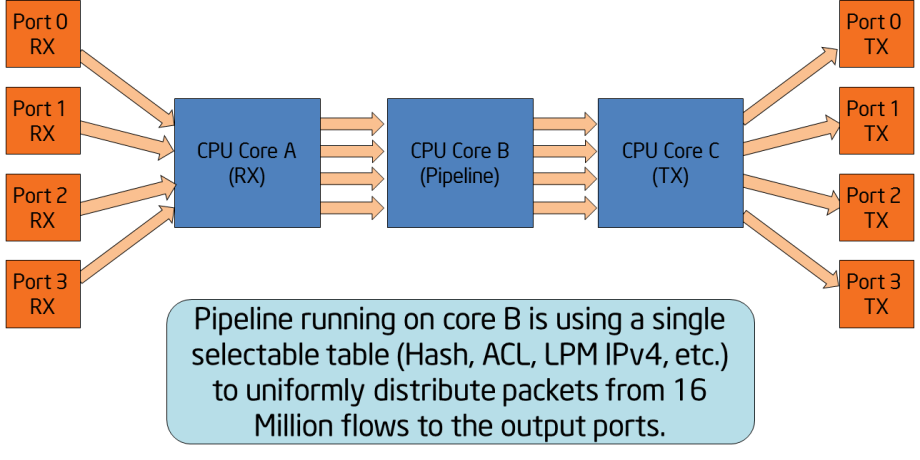 Port 0
RX
Port 1
RX
Port 2
RX
Port 3
RX
CPU Core A
(RX)
CPU Core B
(Pipeline)
CPU Core C
(TX)
Port 0
TX
Port 1
TX
Port 2
TX
Port 3
TX
Pipeline running on core B is using a single
selectable table (Hash, ACL, LPM IPv4, etc.)
to uniformly distribute packets from 16
Million flows to the output ports.